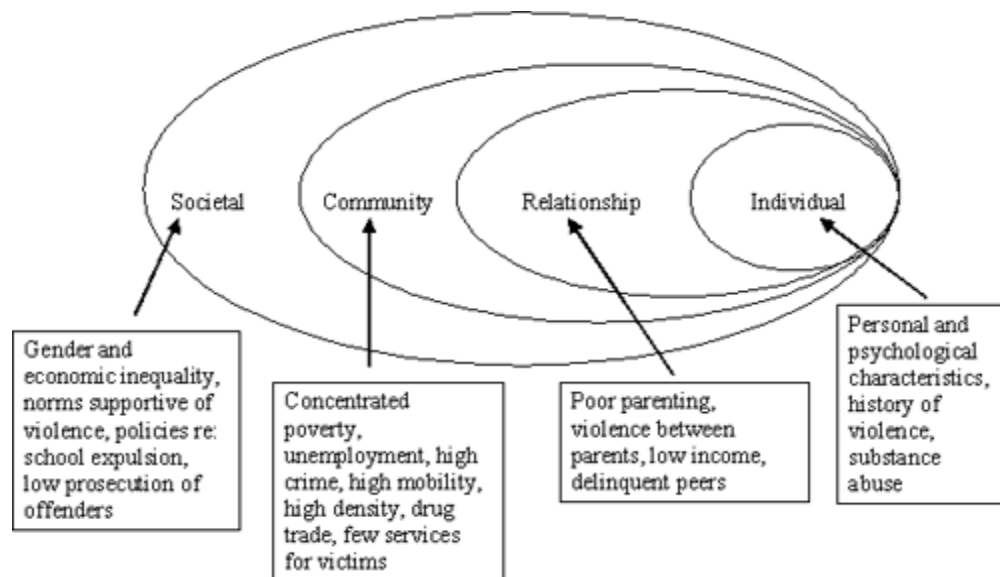 Societal
Community
Relationship
Individual
Gender and
economic inequality,
norms supportive of
violence, policies re:
school expulsion,
low prosecution of
offenders
Concentrated
poverty,
unemployment, high
crime, high mobility,
high density, drug
trade, few services
for victims
Poor parenting,
violence between
parents, low income,
delinquent peers
Personal and
psychological
characteristics,
history of
violence,
substance
abuse